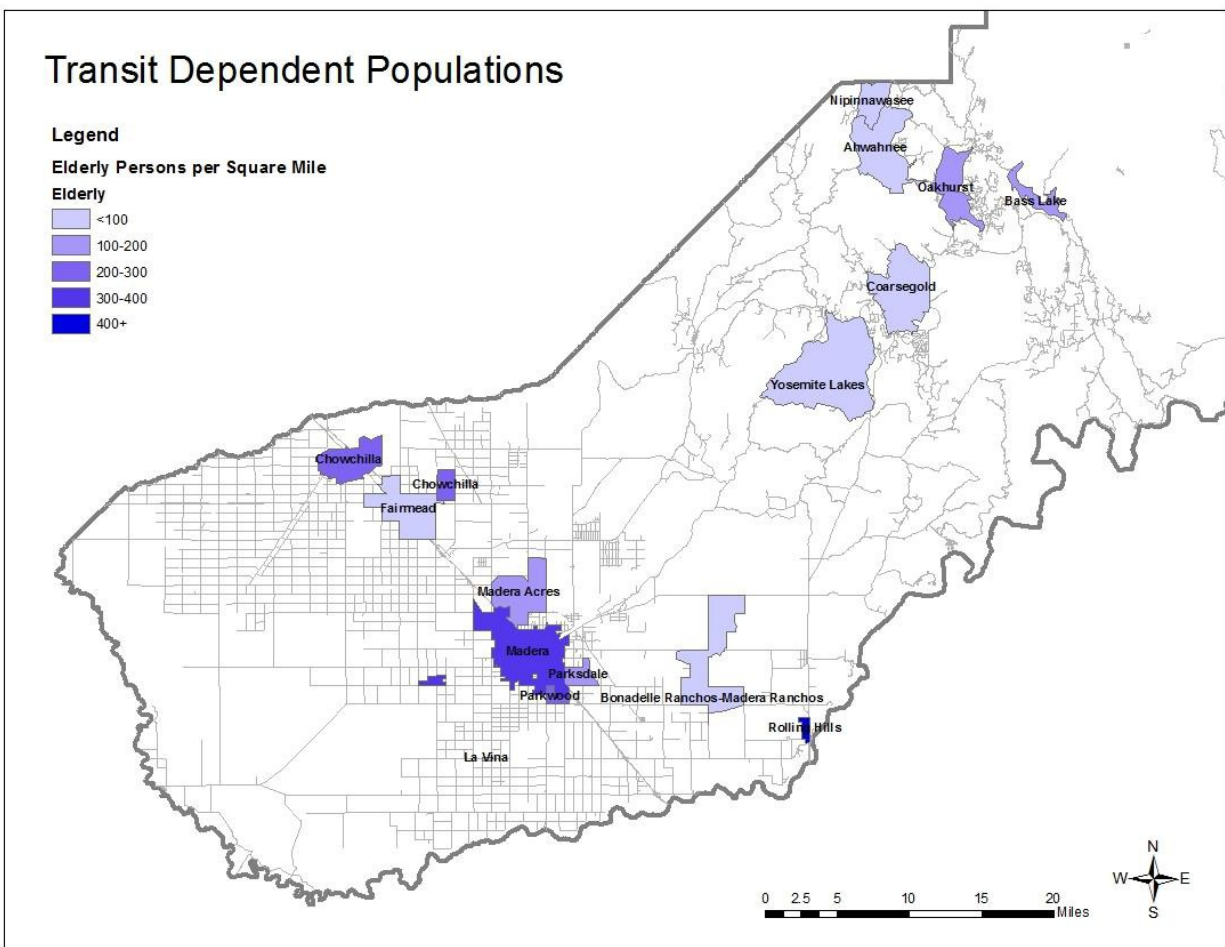 Transit Dependent Populations
Legend
Elderly Persons per Square Mile
Elderly
<100
100-200
200-300
300-400
400+
Nipinnawasee
Ahwahnee
Oakhurst
Bass Lake
Coarsegold
Yosemite Lakes
Chowchilla
Chowchilla
Fairmead
Madera Acres
Madera
Parksdale
Parkwood
Bonadelle Ranchos-Madera Ranchos
Rolling Hills
La Vina
N
W E
S
0 2.5 5 10 15 20
Miles